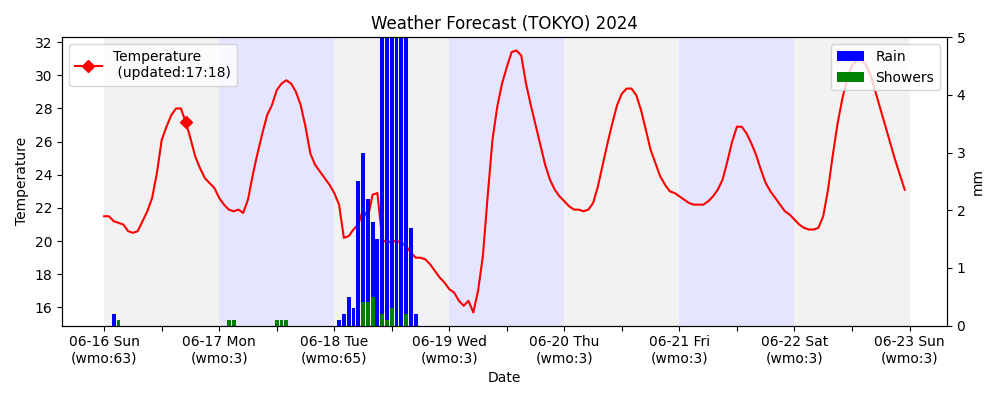 Weather Forecast (TOKYO) 2024
Temperature
(updated:17:18)
Rain
Showers
32
30
28
26
24
22
20
18
16
Temperature
5
4
3
2
1
0
mm
06-16 Sun 06-17 Mon 06-18 Tue 06-19 Wed 06-20 Thu 06-21 Fri 06-22 Sat 06-23 Sun
(wmo:63) (wmo:3) (wmo:65) (wmo:3) (wmo:3) (wmo:3) (wmo:3) (wmo:3)
Date